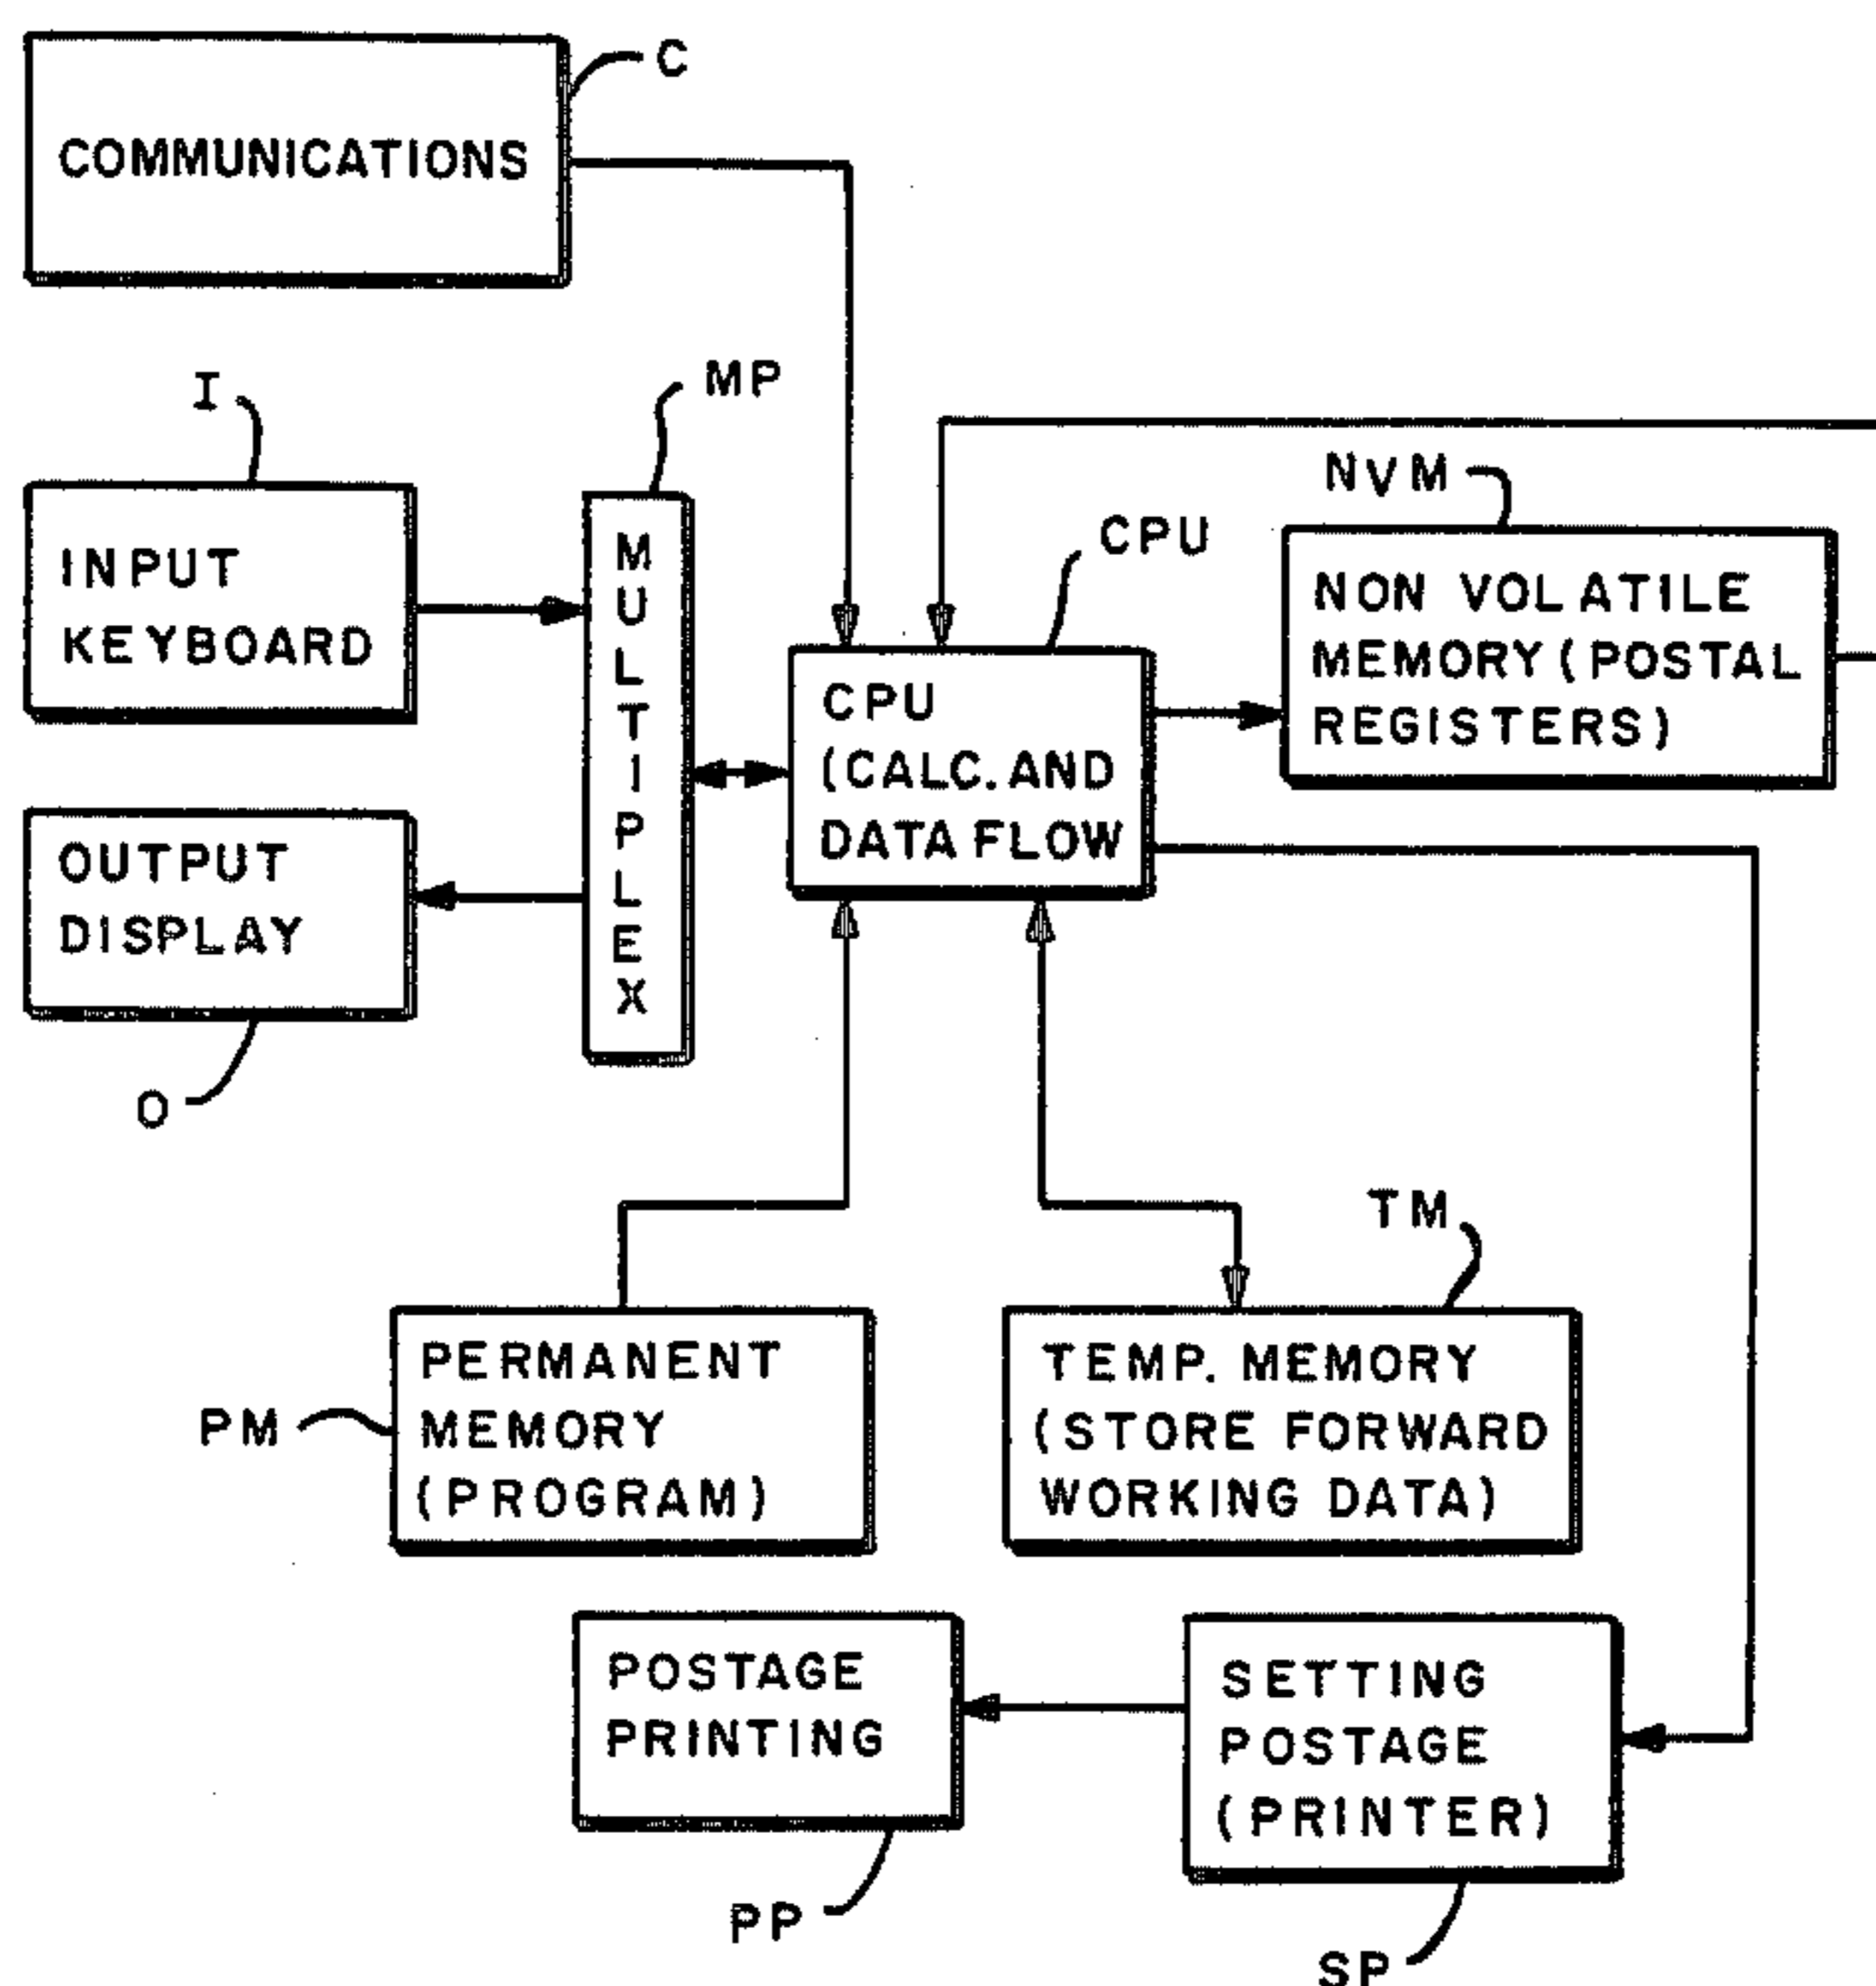 C
COMMUNICATIONS
I
MP
INPUT
KEYBOARD
MULTIPLEX
NVM
CPU
NON VOLATILE
MEMORY (POSTAL
REGISTERS)
CPU
(CALC. AND
DATA FLOW
OUTPUT
DISPLAY
O
TM
PM
PERMANENT
MEMORY
(PROGRAM)
TEMP. MEMORY
(STORE FORWARD
WORKING DATA)
POSTAGE
PRINTING
SETTING
POSTAGE
(PRINTER)
PP
SP